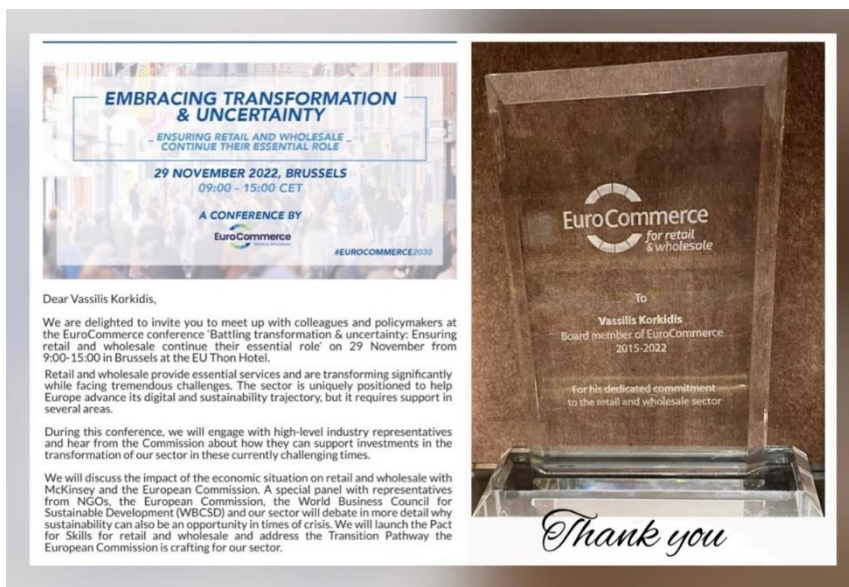 EMBRACING TRANSFORMATION
& UNCERTAINTY
_ ENSURING RETAIL AND WHOLESALE _
CONTINUE THEIR ESSENTIAL ROLE
29 NOVEMBER 2022, BRUSSELS
09:00 - 15:00 CET
A CONFERENCE BY
EuroCommerce
#EUROCOMMERCE2030
Dear Vassilis Korkidis,
We are delighted to invite you to meet up with colleagues and policymakers at
the EuroCommerce conference 'Battling transformation & uncertainty: Ensuring
retail and wholesale continue their essential role' on 29 November from
9:00-15:00 in Brussels at the EU Thon Hotel.
Retail and wholesale provide essential services and are transforming significantly
while facing tremendous challenges. The sector is uniquely positioned to help
Europe advance its digital and sustainability trajectory, but it requires support in
several areas.
During this conference, we will engage with high-level industry representatives
and hear from the Commission about how they can support investments in the
transformation of our sector in these currently challenging times.
We will discuss the impact of the economic situation on retail and wholesale with
McKinsey and the European Commission. A special panel with representatives
from NGOs, the European Commission, the World Business Council for
Sustainable Development (WBCSD) and our sector will debate in more detail why
sustainability can also be an opportunity in times of crisis. We will launch the Pact
for Skills for retail and wholesale and address the Transition Pathway the
European Commission is crafting for our sector.
EuroCommerce
for retail
& wholesale
To
Vassilis Korkidis
Board member of EuroCommerce
2015-2022
For his dedicated commitment
to the retail and wholesale sector
Thank you